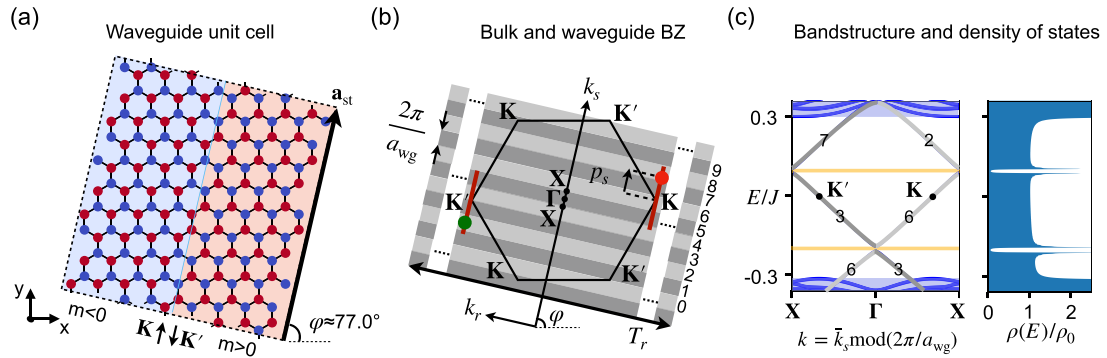 (a)
Waveguide unit cell
a_st
m<0
K
K′
m>0
φ≈77.0°
y
x
(b)
Bulk and waveguide BZ
k_s
K
K′
2π
a_wg
X
Γ
X
p_s
K′
K
K
K′
9
8
7
6
5
4
3
2
1
0
k_r
φ
T_r
(c)
Bandstructure and density of states
0.3
E/J
-0.3
7
2
K′
K
3
6
6
3
X
Γ
X
k = k̄_s mod(2π/a_wg)
0
1
2
ρ(E)/ρ₀